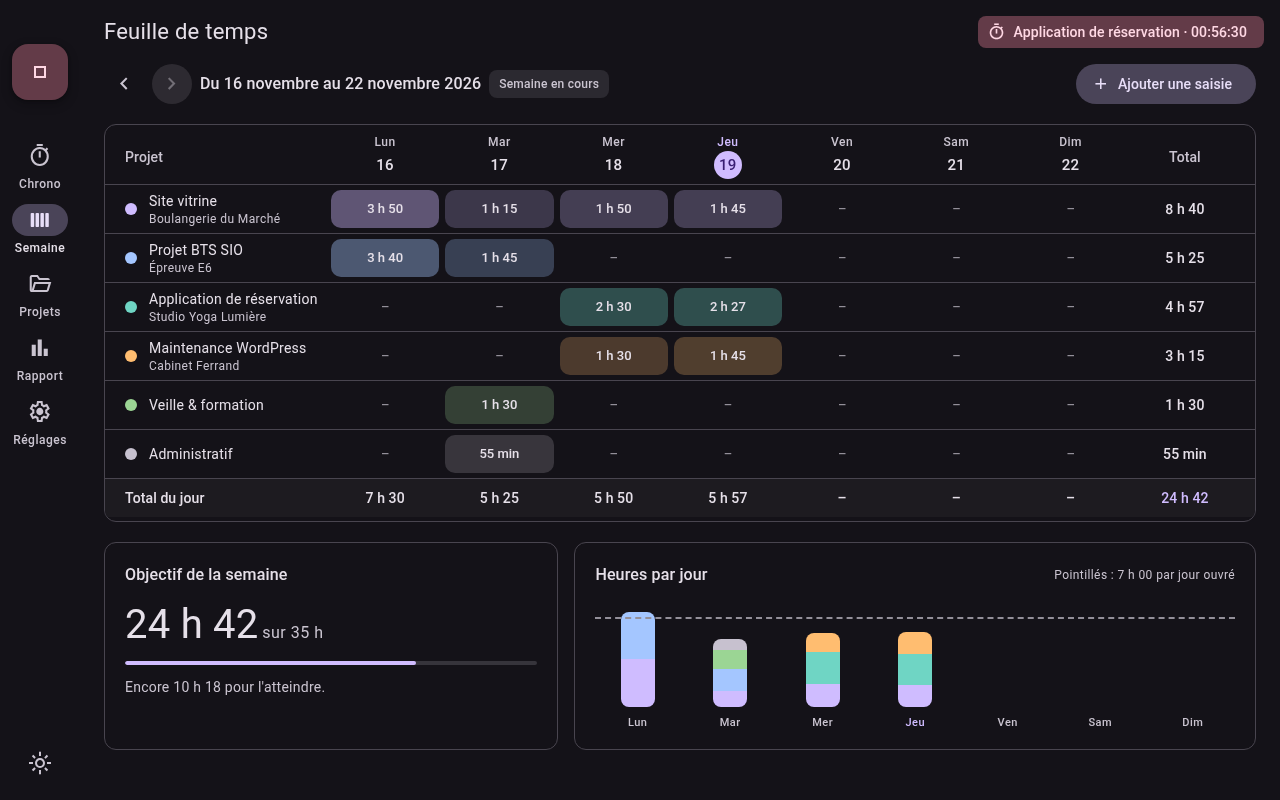 Feuille de temps
Application de réservation · 00:56:30
Du 16 novembre au 22 novembre 2026
Semaine en cours
Ajouter une saisie
Chrono
Semaine
Projets
Rapport
Réglages
Projet
Lun 16
Mar 17
Mer 18
Jeu 19
Ven 20
Sam 21
Dim 22
Total
Site vitrine
Boulangerie du Marché
3 h 50 1 h 15 1 h 50 1 h 45 – – – 8 h 40
Projet BTS SIO
Épreuve E6
3 h 40 1 h 45 – – – – – 5 h 25
Application de réservation
Studio Yoga Lumière
– – 2 h 30 2 h 27 – – – 4 h 57
Maintenance WordPress
Cabinet Ferrand
– – 1 h 30 1 h 45 – – – 3 h 15
Veille & formation – 1 h 30 – – – – – 1 h 30
Administratif – 55 min – – – – – 55 min
Total du jour 7 h 30 5 h 25 5 h 50 5 h 57 – – – 24 h 42
Objectif de la semaine
24 h 42 sur 35 h
Encore 10 h 18 pour l'atteindre.
Heures par jour
Pointillés : 7 h 00 par jour ouvré
Lun Mar Mer Jeu Ven Sam Dim